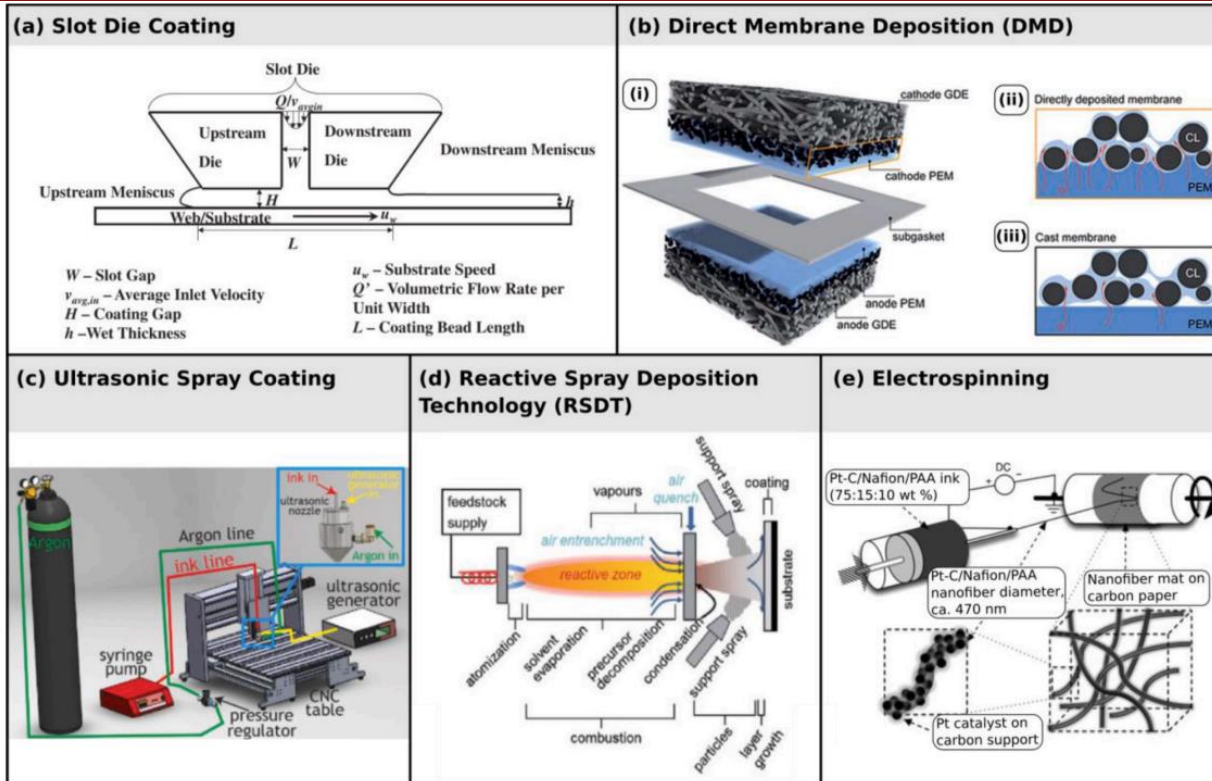 (a) Slot Die Coating
Slot Die
Q/v_avgin
Upstream
Die
Downstream
Die
W
Downstream Meniscus
Upstream Meniscus
H
h
Web/Substrate
u_w
L
W – Slot Gap
v_avg,in – Average Inlet Velocity
H – Coating Gap
h –Wet Thickness
u_w – Substrate Speed
Q' – Volumetric Flow Rate per
Unit Width
L – Coating Bead Length
(b) Direct Membrane Deposition (DMD)
(i)
cathode GDE
cathode PEM
subgasket
anode PEM
anode GDE
(ii)
Directly deposited membrane
CL
PEM
(iii)
Cast membrane
CL
PEM
(c) Ultrasonic Spray Coating
ink in
ultrasonic
nozzle
Argon in
Argon
Argon line
ink line
ultrasonic
generator
syringe
pump
CNC
table
pressure
regulator
(d) Reactive Spray Deposition
Technology (RSDT)
feedstock
supply
vapours
air
quench
support spray
coating
air entrenchment
reactive zone
substrate
atomization
solvent
evaporation
precursor
decomposition
condensation
support spray
combustion
particles
layer
growth
(e) Electrospinning
Pt-C/Nafion/PAA ink
(75:15:10 wt %)
DC
+
−
Pt-C/Nafion/PAA
nanofiber diameter,
ca. 470 nm
Nanofiber mat on
carbon paper
Pt catalyst on
carbon support